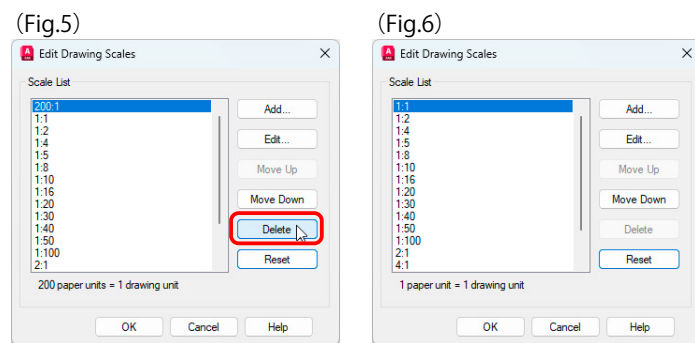 (Fig.5)
Edit Drawing Scales
Scale List
200:1
1:1
1:2
1:4
1:5
1:8
1:10
1:16
1:20
1:30
1:40
1:50
1:100
2:1
Add...
Edit...
Move Up
Move Down
Delete
Reset
200 paper units = 1 drawing unit
OK Cancel Help
(Fig.6)
Edit Drawing Scales
Scale List
1:1
1:2
1:4
1:5
1:8
1:10
1:16
1:20
1:30
1:40
1:50
1:100
2:1
4:1
Add...
Edit...
Move Up
Move Down
Delete
Reset
1 paper unit = 1 drawing unit
OK Cancel Help